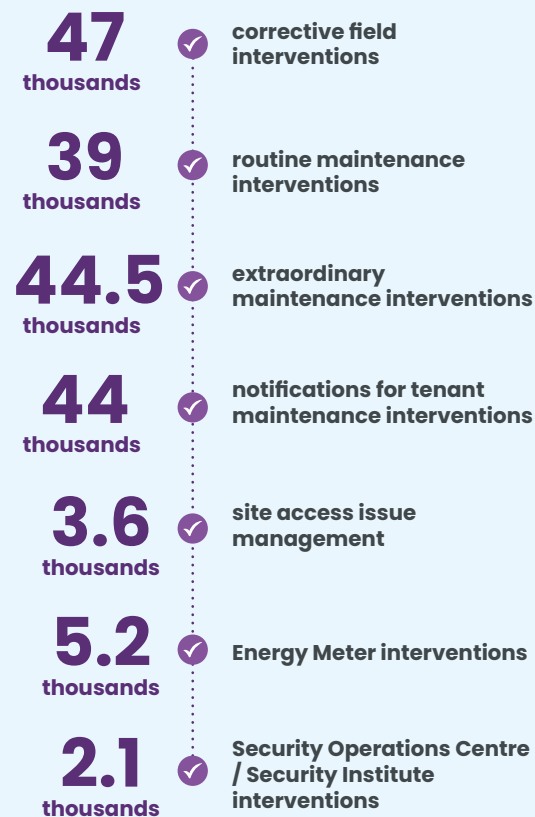 47
thousands
corrective field
interventions
39
thousands
routine maintenance
interventions
44.5
thousands
extraordinary
maintenance interventions
44
thousands
notifications for tenant
maintenance interventions
3.6
thousands
site access issue
management
5.2
thousands
Energy Meter interventions
2.1
thousands
Security Operations Centre
/ Security Institute
interventions